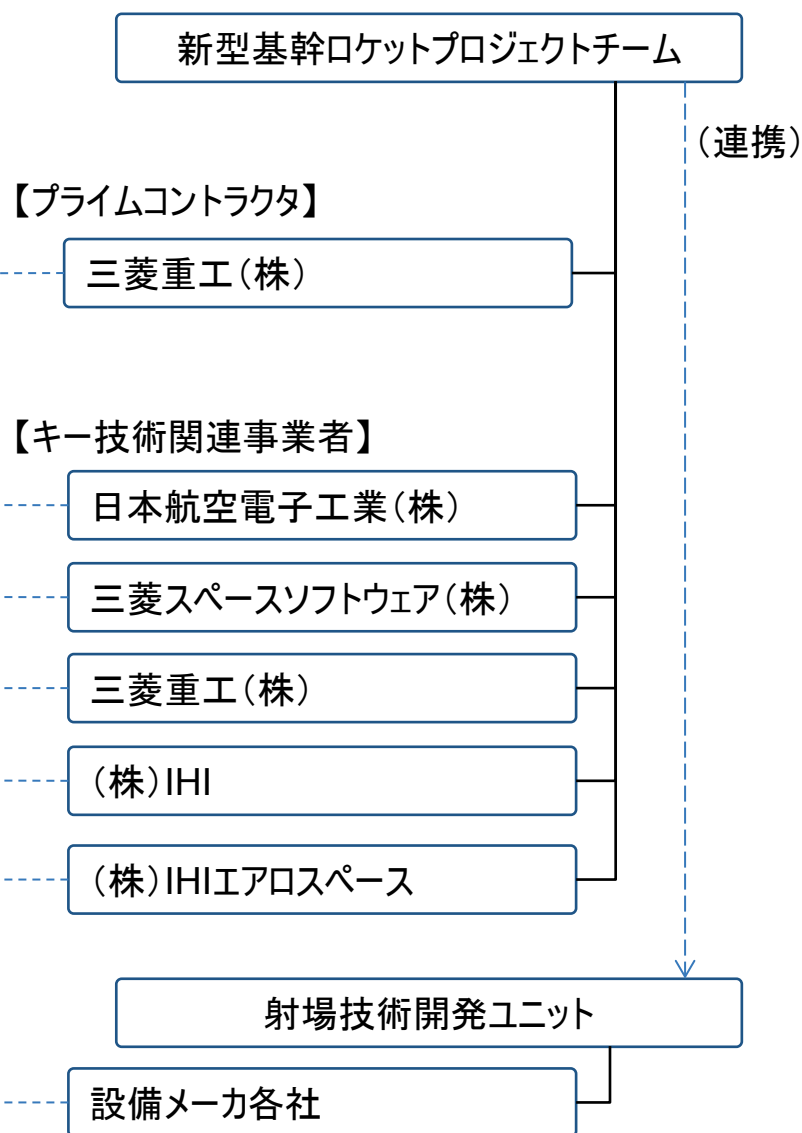 新型基幹ロケットプロジェクトチーム
（連携）
【プライムコントラクタ】
三菱重工（株）
【キー技術関連事業者】
日本航空電子工業（株）
三菱スペースソフトウェア（株）
三菱重工（株）
（株）IHI
（株）IHIエアロスペース
射場技術開発ユニット
設備メーカ各社